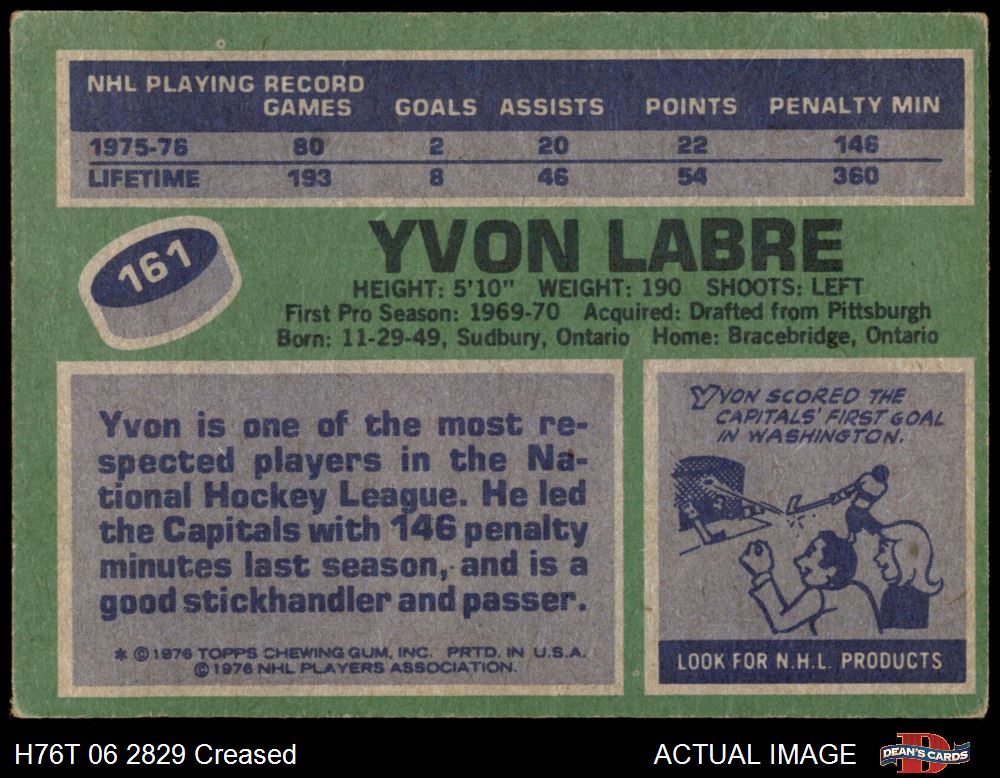 NHL PLAYING RECORD
GAMES GOALS ASSISTS POINTS PENALTY MIN
1975-76 80 2 20 22 146
LIFETIME 193 8 46 54 360
161
YVON LABRE
HEIGHT: 5'10" WEIGHT: 190 SHOOTS: LEFT
First Pro Season: 1969-70 Acquired: Drafted from Pittsburgh
Born: 11-29-49, Sudbury, Ontario Home: Bracebridge, Ontario
Yvon is one of the most re-
spected players in the Na-
tional Hockey League. He led
the Capitals with 146 penalty
minutes last season, and is a
good stickhandler and passer.
* © 1976 TOPPS CHEWING GUM, INC. PRTD. IN U.S.A.
© 1976 NHL PLAYERS ASSOCIATION.
YVON SCORED THE
CAPITALS' FIRST GOAL
IN WASHINGTON.
LOOK FOR N.H.L. PRODUCTS
H76T 06 2829 Creased
ACTUAL IMAGE
DEAN'S CARDS